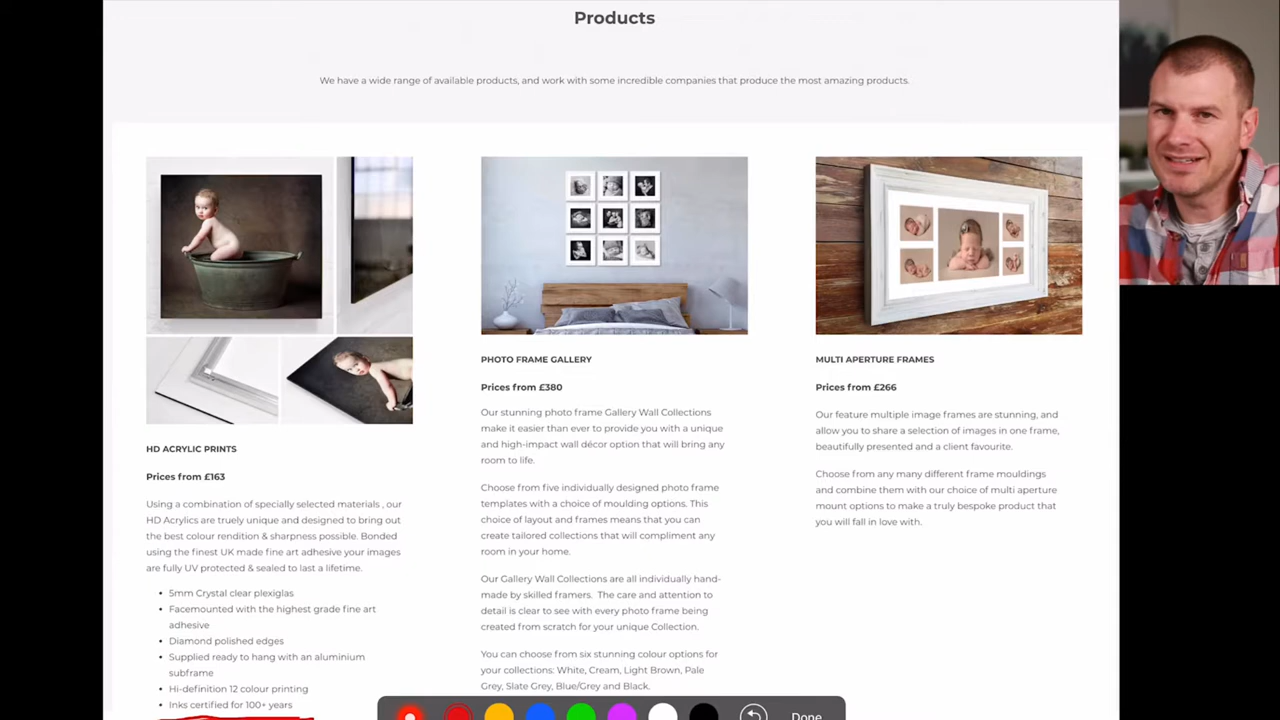 Products
We have a wide range of available products, and work with some incredible companies that produce the most amazing products.
HD ACRYLIC PRINTS
Prices from £163
Using a combination of specially selected materials , our
HD Acrylics are truely unique and designed to bring out
the best colour rendition & sharpness possible. Bonded
using the finest UK made fine art adhesive your images
are fully UV protected & sealed to last a lifetime.
• 5mm Crystal clear plexiglas
• Facemounted with the highest grade fine art
adhesive
• Diamond polished edges
• Supplied ready to hang with an aluminium
subframe
• Hi-definition 12 colour printing
• Inks certified for 100+ years
PHOTO FRAME GALLERY
Prices from £380
Our stunning photo frame Gallery Wall Collections
make it easier than ever to provide you with a unique
and high-impact wall décor option that will bring any
room to life.
Choose from five individually designed photo frame
templates with a choice of moulding options. This
choice of layout and frames means that you can
create tailored collections that will compliment any
room in your home.
Our Gallery Wall Collections are all individually hand-
made by skilled framers. The care and attention to
detail is clear to see with every photo frame being
created from scratch for your unique Collection.
You can choose from six stunning colour options for
your collections: White, Cream, Light Brown, Pale
Grey, Slate Grey, Blue/Grey and Black.
MULTI APERTURE FRAMES
Prices from £266
Our feature multiple image frames are stunning, and
allow you to share a selection of images in one frame,
beautifully presented and a client favourite.
Choose from any many different frame mouldings
and combine them with our choice of multi aperture
mount options to make a truly bespoke product that
you will fall in love with.
Done